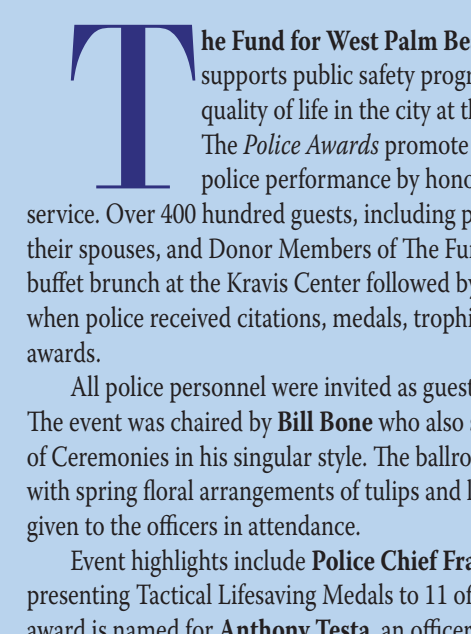 The Fund for West Palm Be
supports public safety progr
quality of life in the city at th
The Police Awards promote
police performance by hono
service. Over 400 hundred guests, including p
their spouses, and Donor Members of The Fu
buffet brunch at the Kravis Center followed by
when police received citations, medals, trophi
awards.
All police personnel were invited as guest
The event was chaired by Bill Bone who also
of Ceremonies in his singular style. The ballro
with spring floral arrangements of tulips and
given to the officers in attendance.
Event highlights include Police Chief Fra
presenting Tactical Lifesaving Medals to 11 of
award is named for Anthony Testa, an officer